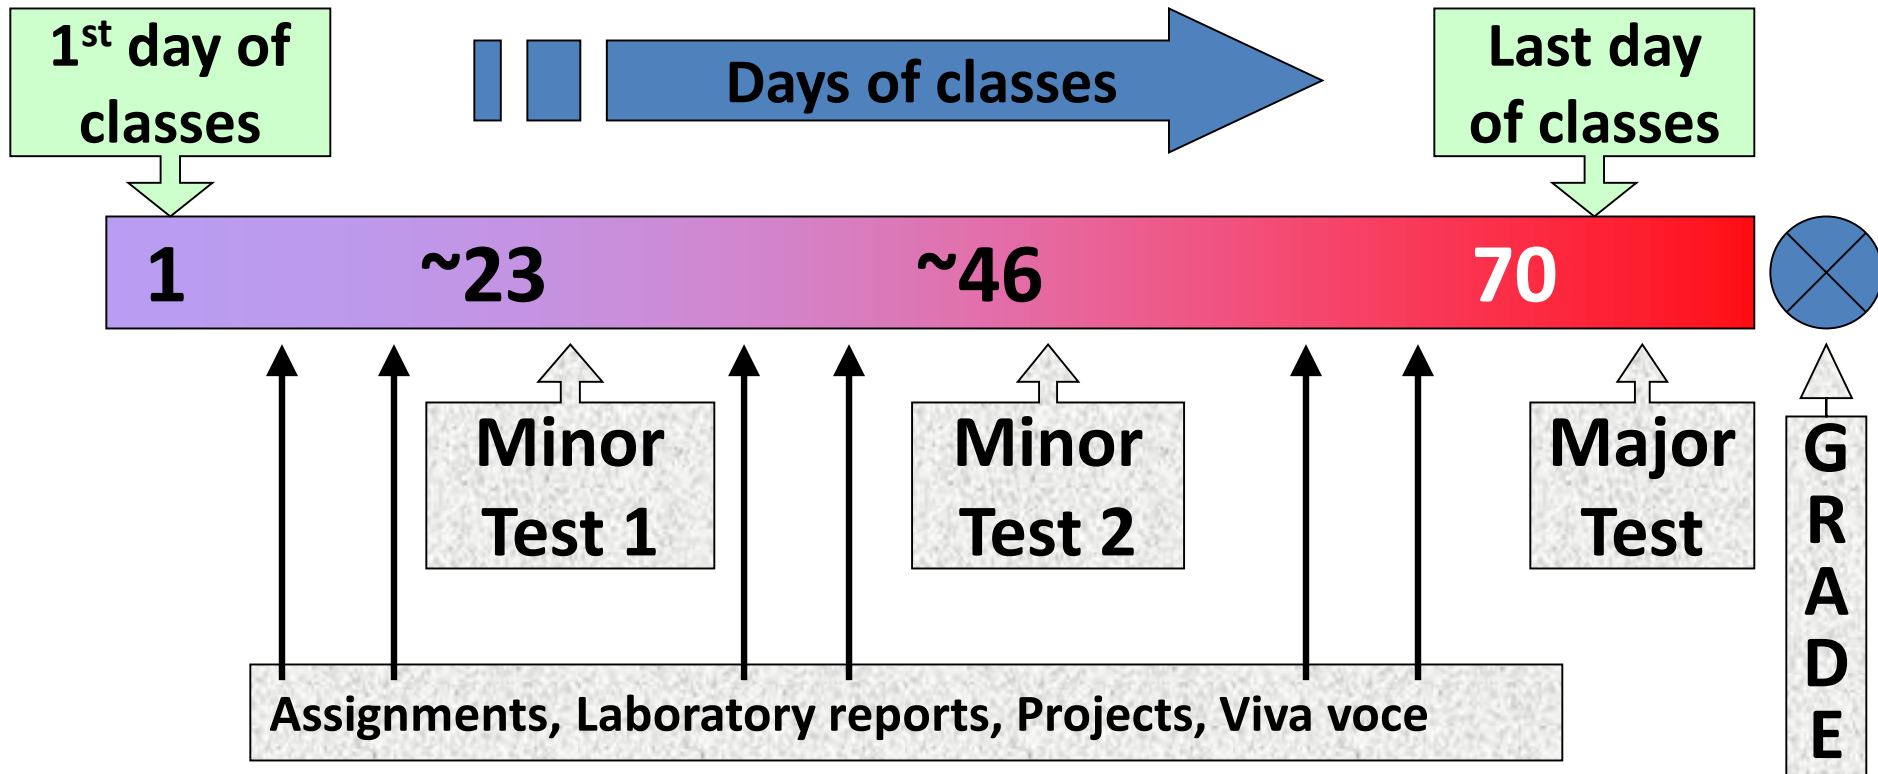 1st day of
classes
Days of classes
Last day
of classes
1
~23
~46
70
Minor
Test 1
Minor
Test 2
Major
Test
G
R
A
D
E
Assignments, Laboratory reports, Projects, Viva voce